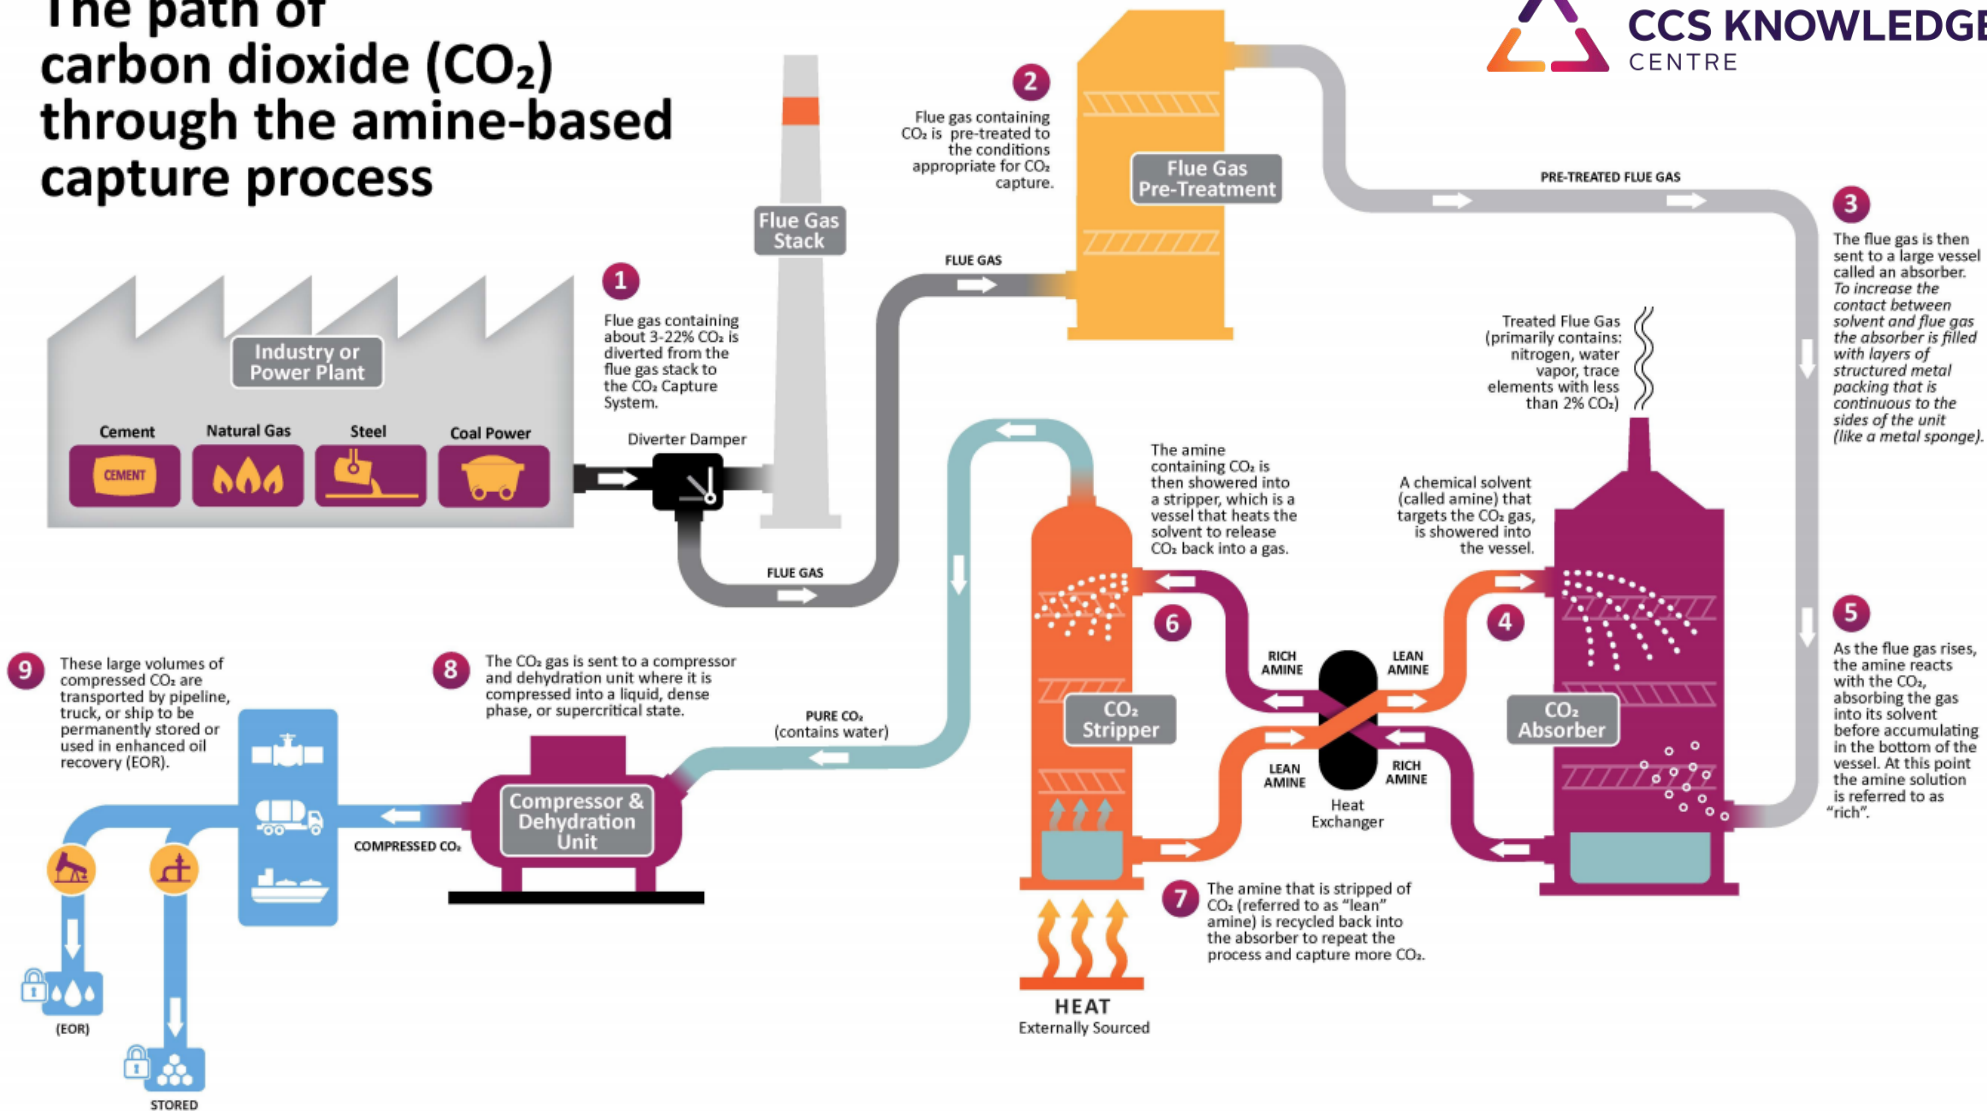 The path of
carbon dioxide (CO₂)
through the amine-based
capture process
CCS KNOWLEDGE
CENTRE
1
Flue gas containing
about 3-22% CO₂ is
diverted from the
flue gas stack to
the CO₂ Capture
System.
Industry or
Power Plant
Cement
Natural Gas
Steel
Coal Power
CEMENT
Diverter Damper
Flue Gas
Stack
FLUE GAS
FLUE GAS
2
Flue gas containing
CO₂ is pre-treated to
the conditions
appropriate for CO₂
capture.
Flue Gas
Pre-Treatment
PRE-TREATED FLUE GAS
3
The flue gas is then
sent to a large vessel
called an absorber.
To increase the
contact between
solvent and flue gas
the absorber is filled
with layers of
structured metal
packing that is
continuous to the
sides of the unit
(like a metal sponge).
Treated Flue Gas
(primarily contains:
nitrogen, water
vapor, trace
elements with less
than 2% CO₂)
A chemical solvent
(called amine) that
targets the CO₂ gas,
is showered into
the vessel.
4
5
As the flue gas rises,
the amine reacts
with the CO₂,
absorbing the gas
into its solvent
before accumulating
in the bottom of the
vessel. At this point
the amine solution
is referred to as
“rich”.
CO₂
Absorber
The amine
containing CO₂ is
then showered into
a stripper, which is a
vessel that heats the
solvent to release
CO₂ back into a gas.
6
RICH
AMINE
LEAN
AMINE
LEAN
AMINE
RICH
AMINE
Heat
Exchanger
CO₂
Stripper
7
The amine that is stripped of
CO₂ (referred to as “lean”
amine) is recycled back into
the absorber to repeat the
process and capture more CO₂.
HEAT
Externally Sourced
PURE CO₂
(contains water)
8
The CO₂ gas is sent to a compressor
and dehydration unit where it is
compressed into a liquid, dense
phase, or supercritical state.
Compressor &
Dehydration
Unit
COMPRESSED CO₂
9
These large volumes of
compressed CO₂ are
transported by pipeline,
truck, or ship to be
permanently stored or
used in enhanced oil
recovery (EOR).
(EOR)
STORED